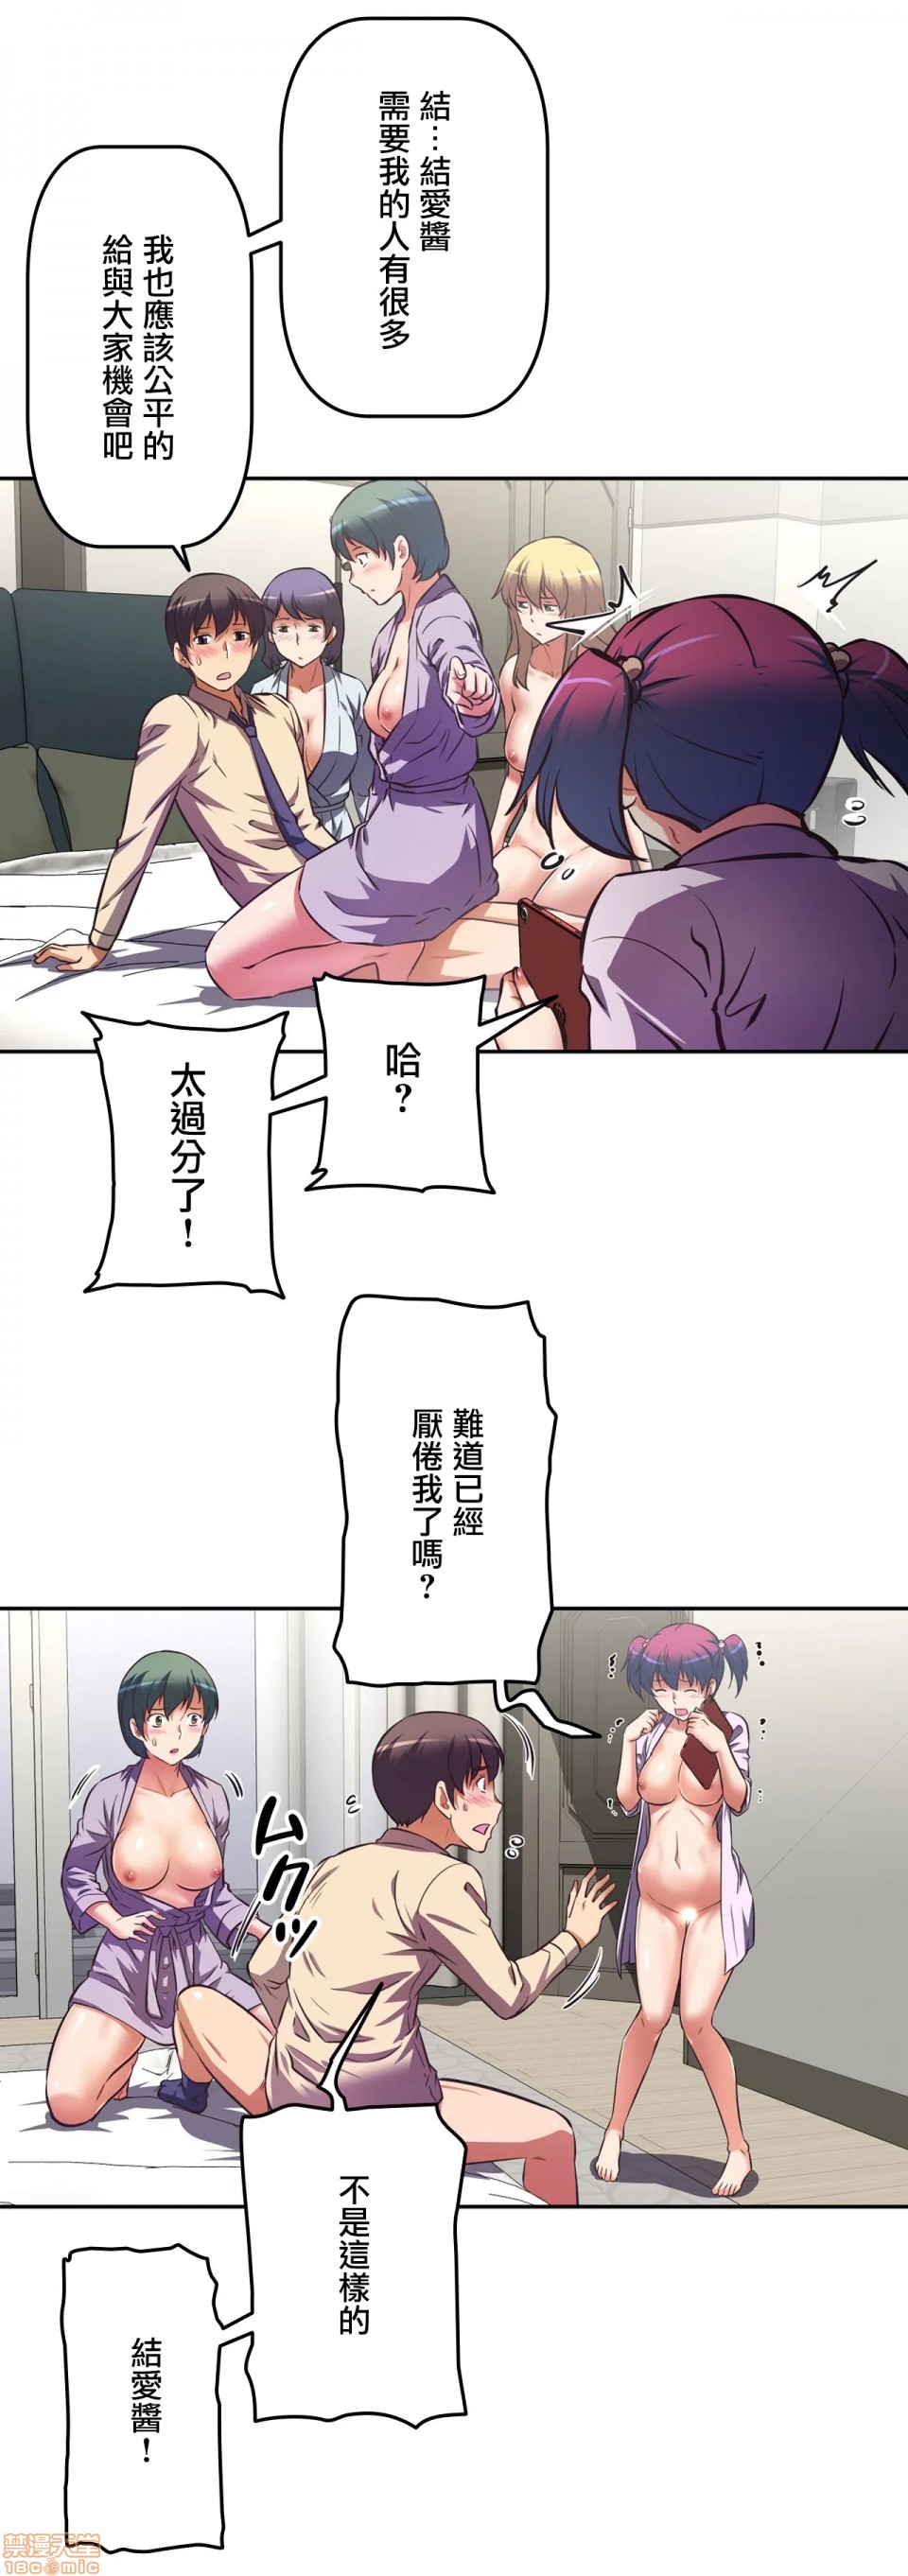 結…結愛醬
需要我的人有很多
我也應該公平的
給與大家機會吧
哈?
太過分了!
難道已經
厭倦我了嗎?
ムクッ
不是這樣的
結愛醬!
禁漫天堂
18comic